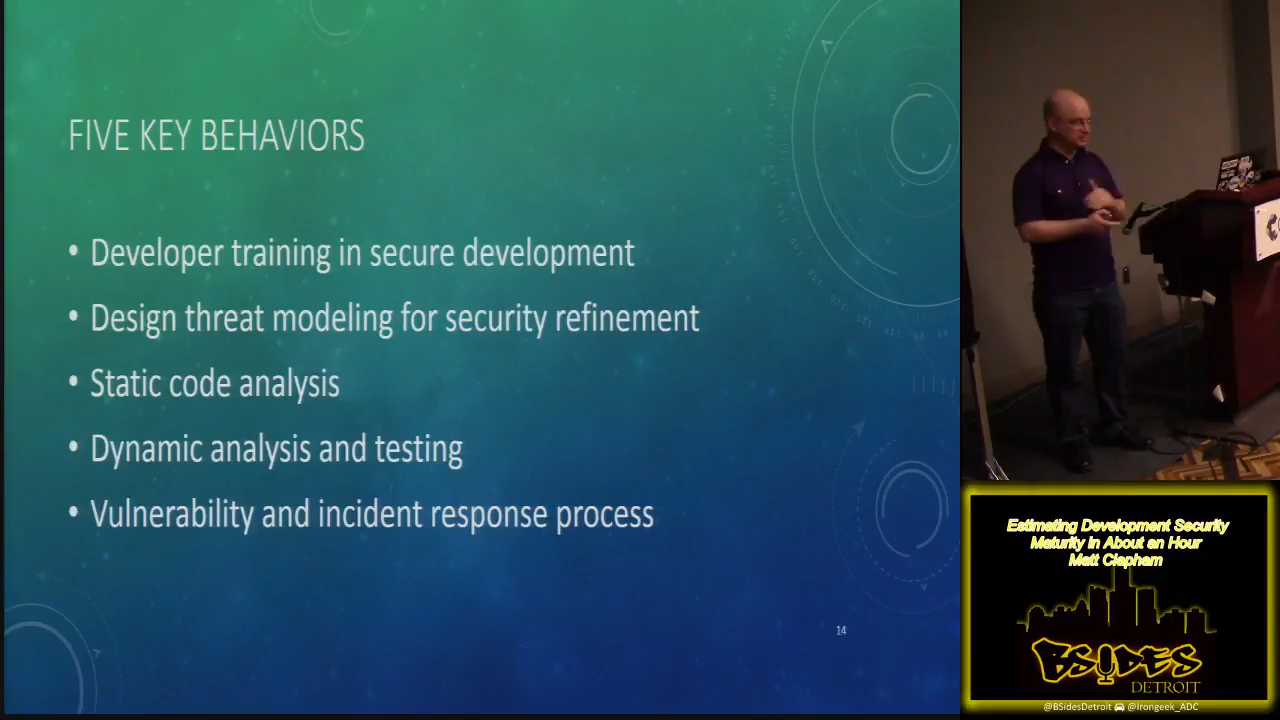 FIVE KEY BEHAVIORS
• Developer training in secure development
• Design threat modeling for security refinement
• Static code analysis
• Dynamic analysis and testing
• Vulnerability and incident response process
14
Estimating Development Security
Maturity in About an Hour
Matt Clapham
BSIDES
DETROIT
@BSidesDetroit @Irongeek_ADC